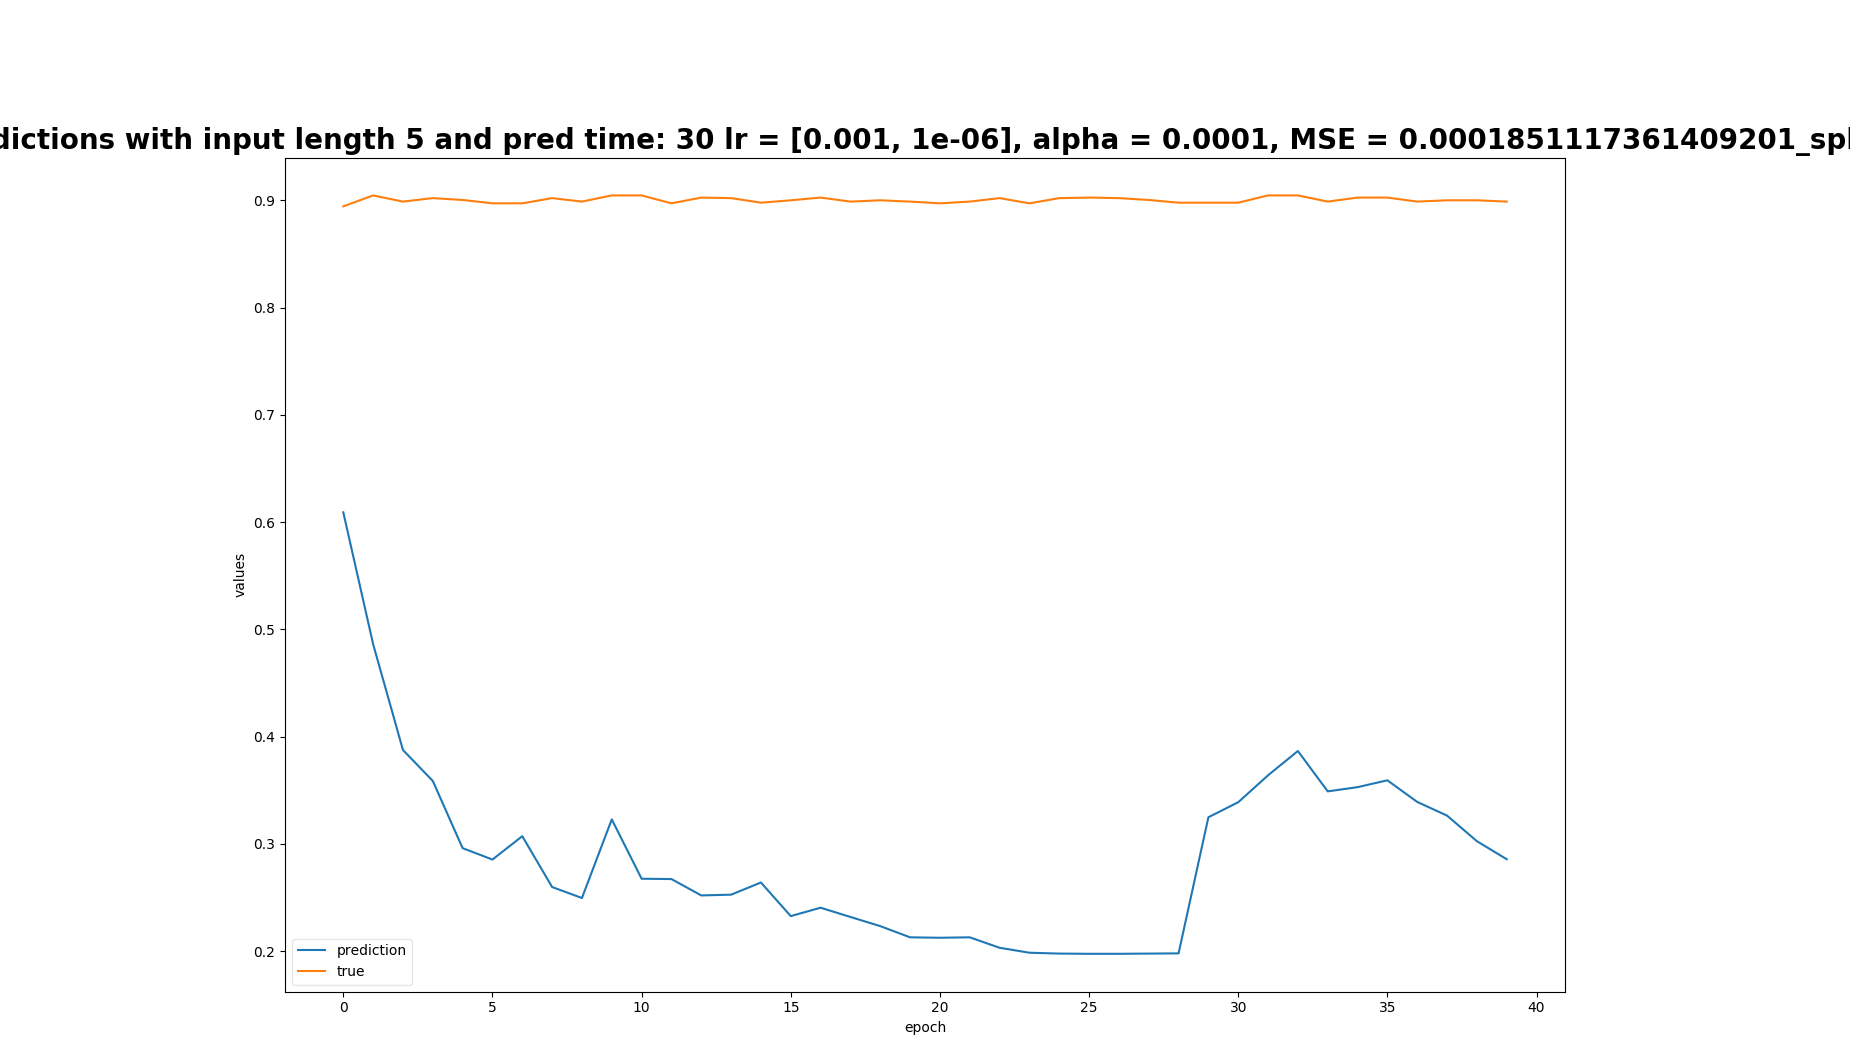 dictions with input length 5 and pred time: 30 lr = [0.001, 1e-06], alpha = 0.0001, MSE = 0.0001851117361409201_spl
0.9
0.8
0.7
0.6
0.5
0.4
0.3
0.2
values
prediction
true
0 5 10 15 20 25 30 35 40
epoch